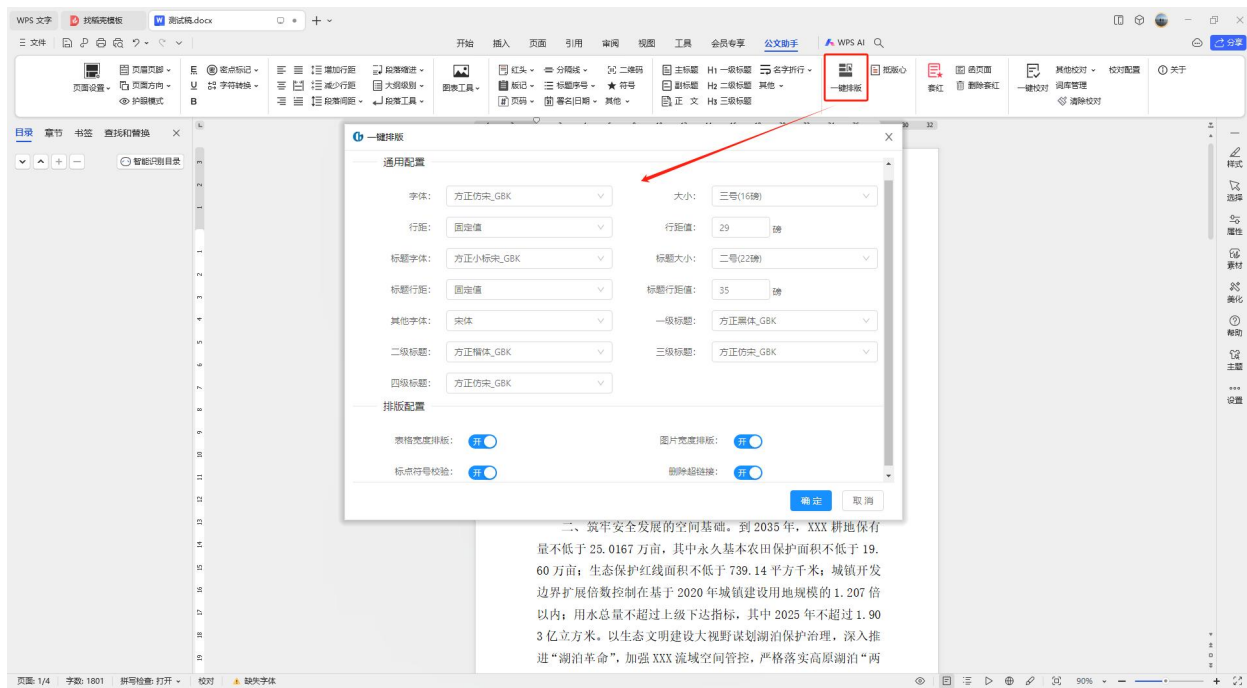 WPS 文字 找稻壳模板 测试稿.docx
三 文件 开始 插入 页面 引用 审阅 视图 工具 会员专享 公文助手 WPS AI 分享
页眉页脚 密点标记 增加行距 段落缩进 红头 分隔线 二维码 主标题 H1 一级标题 名字折行 抵版心 函页面 其他校对 校对配置 关于
页面设置 页面方向 字符转换 减少行距 大纲级别 图表工具 版记 标题序号 符号 副标题 H2 二级标题 其他 一键排版 套红 删除套红 一键校对 词库管理
护眼模式 B 段落间距 段落工具 页码 署名|日期 其他 正 文 H3 三级标题 清除校对
目录 章节 书签 查找和替换
智能识别目录
一键排版
通用配置
字体: 方正仿宋_GBK 大小: 三号(16磅)
行距: 固定值 行距值: 29 磅
标题字体: 方正小标宋_GBK 标题大小: 二号(22磅)
标题行距: 固定值 标题行距值: 35 磅
其他字体: 宋体 一级标题: 方正黑体_GBK
二级标题: 方正楷体_GBK 三级标题: 方正仿宋_GBK
四级标题: 方正仿宋_GBK
排版配置
表格宽度排版: 开 图片宽度排版: 开
标点符号校验: 开 删除超链接: 开
确 定 取 消
二、筑牢安全发展的空间基础。到 2035 年，XXX 耕地保有
量不低于 25.0167 万亩，其中永久基本农田保护面积不低于 19.
60 万亩；生态保护红线面积不低于 739.14 平方千米；城镇开发
边界扩展倍数控制在基于 2020 年城镇建设用地规模的 1.207 倍
以内；用水总量不超过上级下达指标，其中 2025 年不超过 1.90
3 亿立方米。以生态文明建设大视野谋划湖泊保护治理，深入推
进“湖泊革命”，加强 XXX 流域空间管控，严格落实高原湖泊“两
样式
选择
属性
素材
美化
帮助
主题
设置
页面: 1/4 字数: 1801 拼写检查: 打开 校对 缺失字体 90%